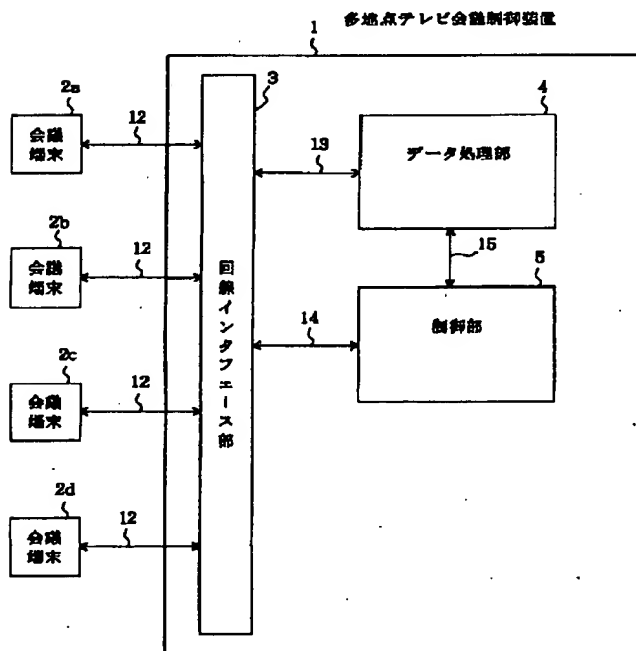 多地点テレビ会議制御装置
1
2a
会議
端末
12
3
4
データ処理部
13
2b
会議
端末
12
15
回線インタフェース部
5
制御部
14
2c
会議
端末
12
2d
会議
端末
12